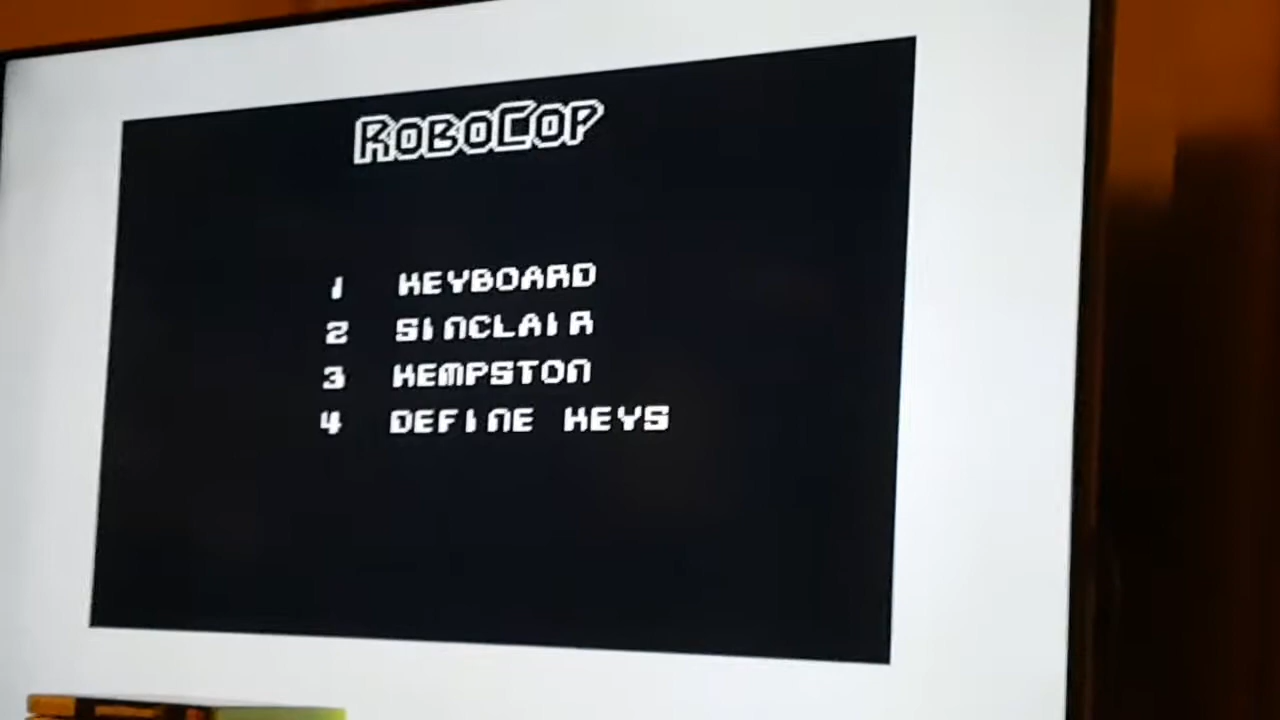 ROBOCOP
1 KEYBOARD
2 SINCLAIR
3 KEMPSTON
4 DEFINE KEYS